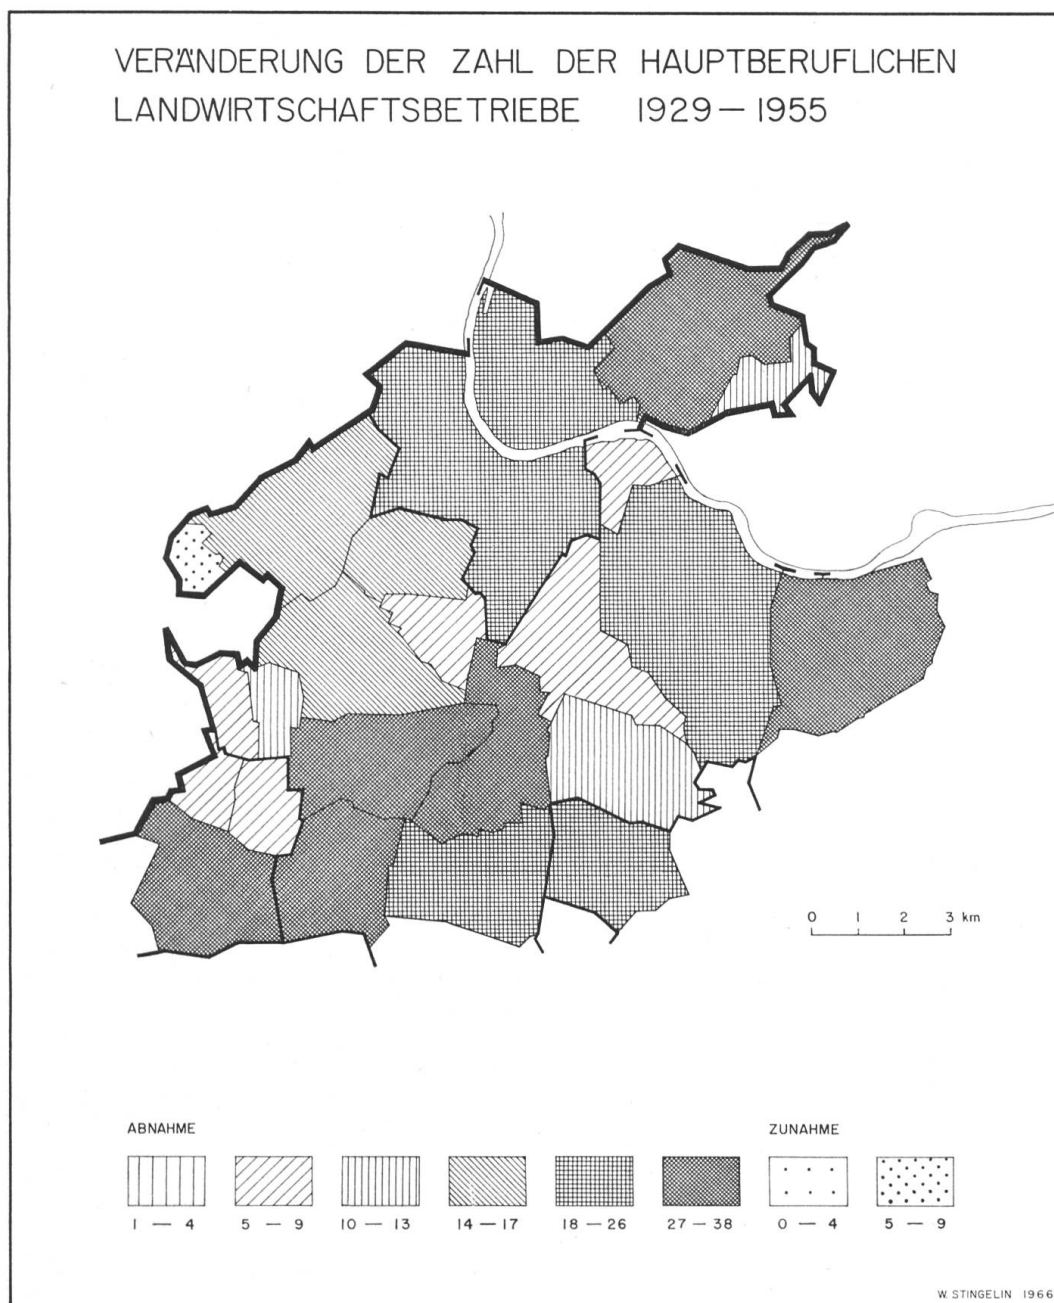 VERÄNDERUNG DER ZAHL DER HAUPTBERUFLICHEN
LANDWIRTSCHAFTSBETRIEBE 1929 — 1955
0 1 2 3 km
ABNAHME ZUNAHME
1 — 4 5 — 9 10 — 13 14 — 17 18 — 26 27 — 38 0 — 4 5 — 9
W. STINGELIN 1966